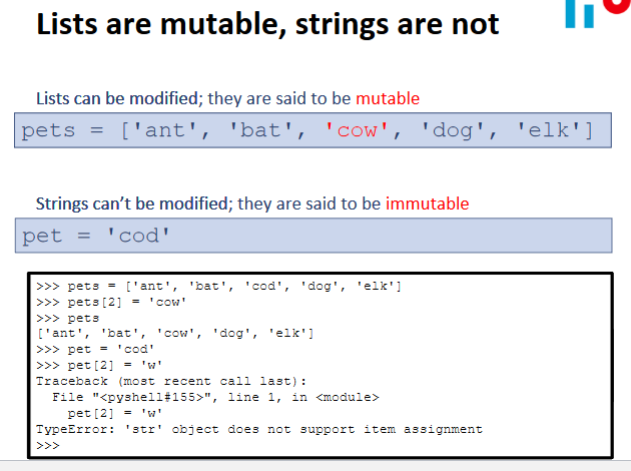 Lists are mutable, strings are not
Lists can be modified; they are said to be mutable
pets = ['ant', 'bat', 'cow', 'dog', 'elk']
Strings can’t be modified; they are said to be immutable
pet = 'cod'
>>> pets = ['ant', 'bat', 'cod', 'dog', 'elk']
>>> pets[2] = 'cow'
>>> pets
['ant', 'bat', 'cow', 'dog', 'elk']
>>> pet = 'cod'
>>> pet[2] = 'w'
Traceback (most recent call last):
  File "<pyshell#155>", line 1, in <module>
    pet[2] = 'w'
TypeError: 'str' object does not support item assignment
>>>